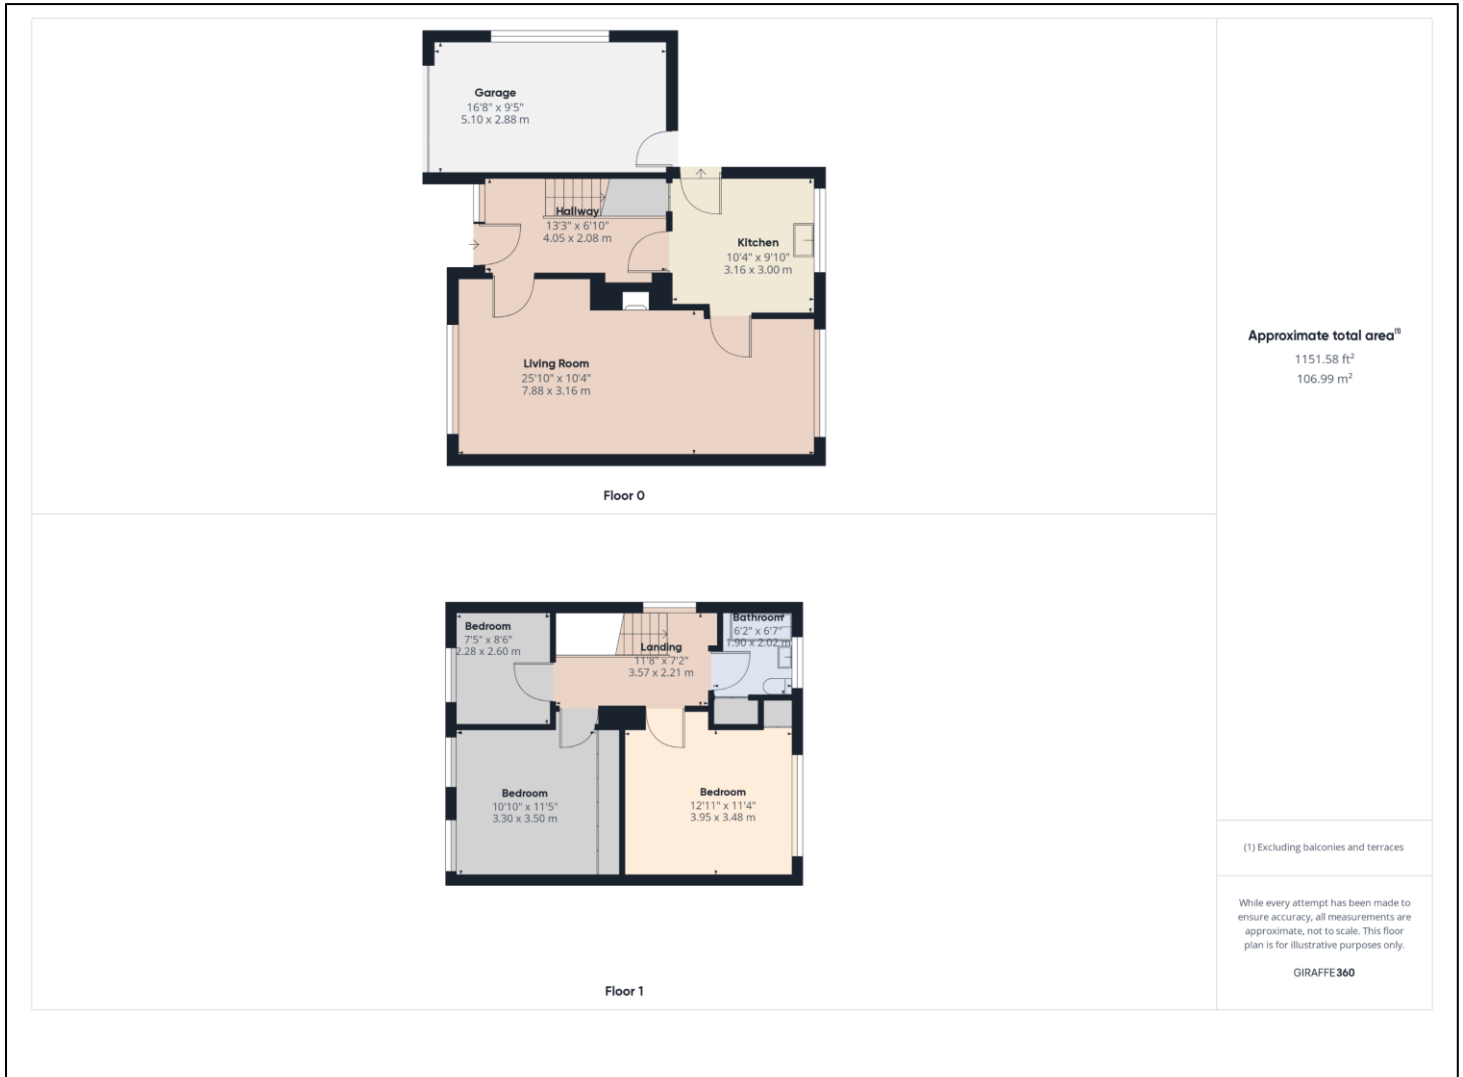 Garage
16'8" x 9'5"
5.10 x 2.88 m
Hallway
13'3" x 6'10"
4.05 x 2.08 m
Kitchen
10'4" x 9'10"
3.16 x 3.00 m
Living Room
25'10" x 10'4"
7.88 x 3.16 m
Floor 0
Bedroom
7'5" x 8'6"
2.28 x 2.60 m
Landing
11'8" x 7'2"
3.57 x 2.21 m
Bathroom
6'2" x 6'7"
1.90 x 2.02 m
Bedroom
10'10" x 11'5"
3.30 x 3.50 m
Bedroom
12'11" x 11'4"
3.95 x 3.48 m
Floor 1
Approximate total area(1)
1151.58 ft²
106.99 m²
(1) Excluding balconies and terraces
While every attempt has been made to
ensure accuracy, all measurements are
approximate, not to scale. This floor
plan is for illustrative purposes only.
GIRAFFE360